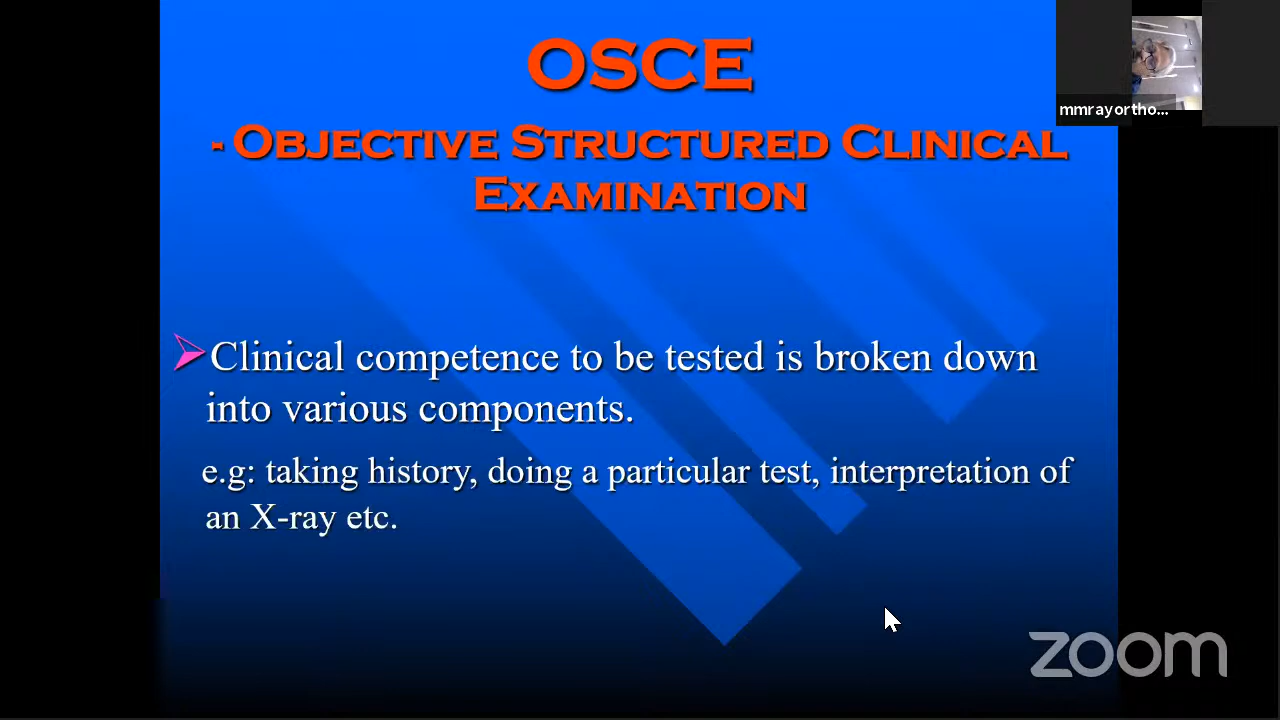 OSCE
- OBJECTIVE STRUCTURED CLINICAL
EXAMINATION
mmrayortho...
Clinical competence to be tested is broken down
into various components.
e.g: taking history, doing a particular test, interpretation of
an X-ray etc.
zoom